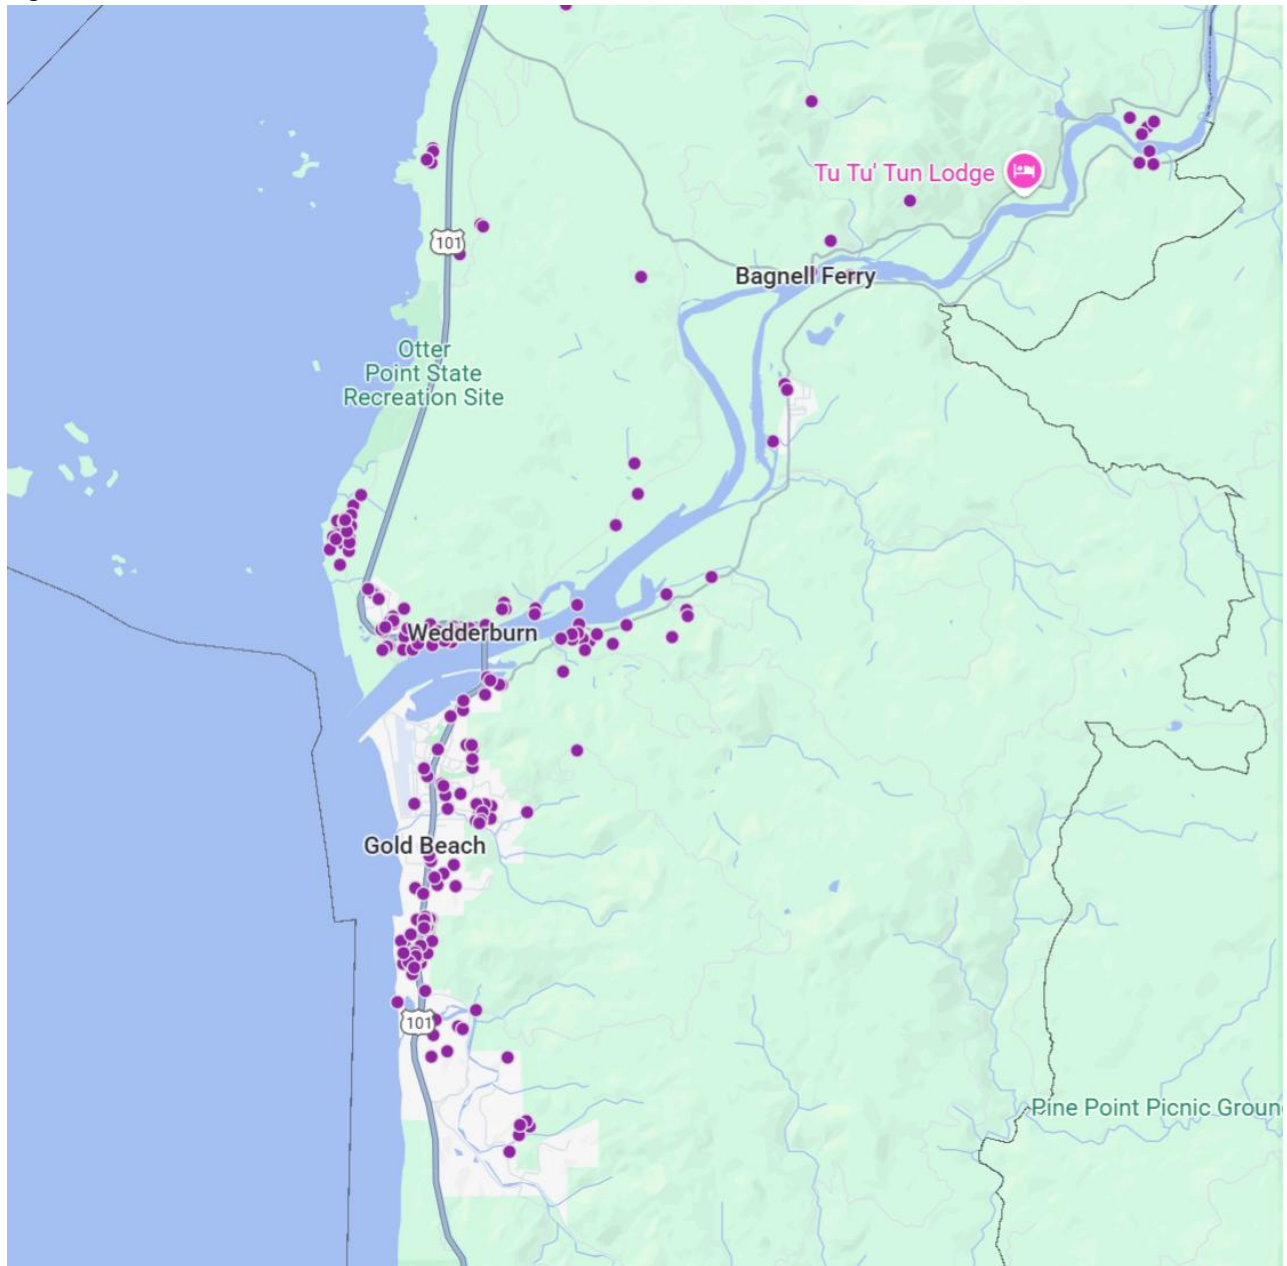 Tu Tu' Tun Lodge
101
Bagnell Ferry
Otter
Point State
Recreation Site
Wedderburn
Gold Beach
101
Pine Point Picnic Groun